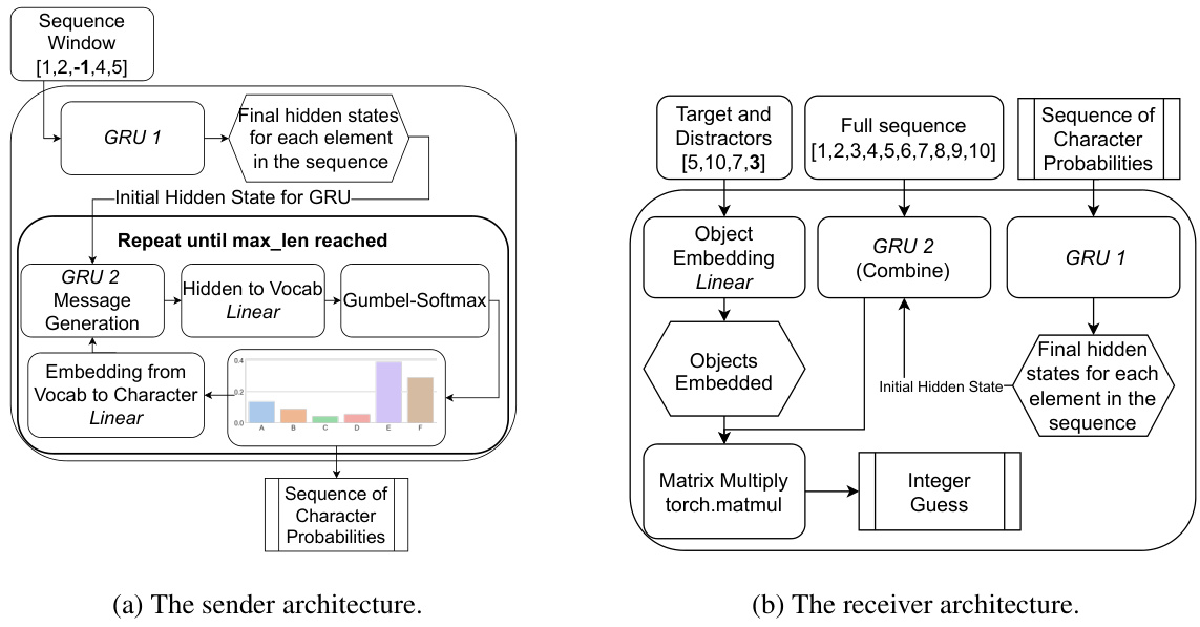 Sequence
Window
[1,2,-1,4,5]
GRU 1
Final hidden states
for each element
in the sequence
Initial Hidden State for GRU
Repeat until max_len reached
GRU 2
Message
Generation
Hidden to Vocab
Linear
Gumbel-Softmax
Embedding from
Vocab to Character
Linear
0.4
0.2
0.0
A B C D E F
Sequence of
Character
Probabilities
(a) The sender architecture.
Target and
Distractors
[5,10,7,3]
Full sequence
[1,2,3,4,5,6,7,8,9,10]
Sequence of
Character
Probabilities
Object
Embedding
Linear
GRU 2
(Combine)
GRU 1
Objects
Embedded
Initial Hidden State
Final hidden
states for each
element in the
sequence
Matrix Multiply
torch.matmul
Integer
Guess
(b) The receiver architecture.